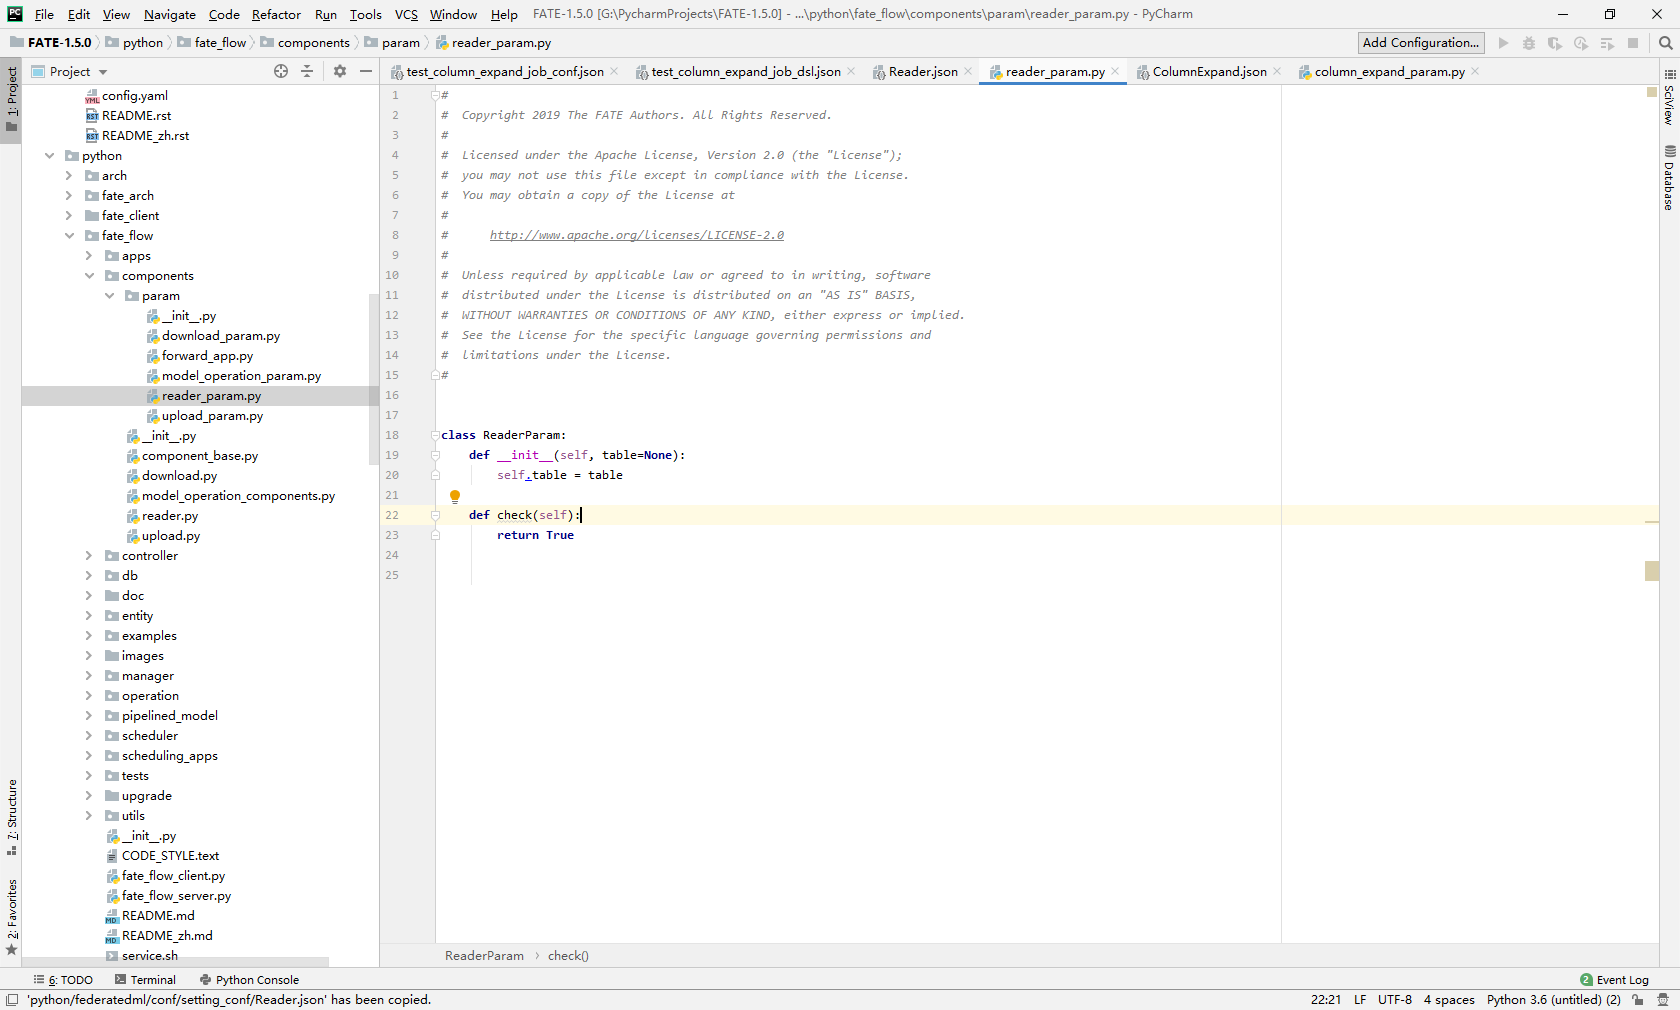 File Edit View Navigate Code Refactor Run Tools VCS Window Help FATE-1.5.0 [G:\PycharmProjects\FATE-1.5.0] - ...\python\fate_flow\components\param\reader_param.py - PyCharm
FATE-1.5.0 python fate_flow components param reader_param.py Add Configuration...
1: Project
Project
test_column_expand_job_conf.json test_column_expand_job_dsl.json Reader.json reader_param.py ColumnExpand.json column_expand_param.py
config.yaml
README.rst
README_zh.rst
python
arch
fate_arch
fate_client
fate_flow
apps
components
param
__init__.py
download_param.py
forward_app.py
model_operation_param.py
reader_param.py
upload_param.py
__init__.py
component_base.py
download.py
model_operation_components.py
reader.py
upload.py
controller
db
doc
entity
examples
images
manager
operation
pipelined_model
scheduler
scheduling_apps
tests
upgrade
utils
__init__.py
CODE_STYLE.text
fate_flow_client.py
fate_flow_server.py
README.md
README_zh.md
service.sh
7: Structure
2: Favorites
1 #
2 #  Copyright 2019 The FATE Authors. All Rights Reserved.
3 #
4 #  Licensed under the Apache License, Version 2.0 (the "License");
5 #  you may not use this file except in compliance with the License.
6 #  You may obtain a copy of the License at
7 #
8 #      http://www.apache.org/licenses/LICENSE-2.0
9 #
10 #  Unless required by applicable law or agreed to in writing, software
11 #  distributed under the License is distributed on an "AS IS" BASIS,
12 #  WITHOUT WARRANTIES OR CONDITIONS OF ANY KIND, either express or implied.
13 #  See the License for the specific language governing permissions and
14 #  limitations under the License.
15 #
16
17
18 class ReaderParam:
19     def __init__(self, table=None):
20         self.table = table
21
22     def check(self):
23         return True
24
25
SciView
Database
ReaderParam check()
6: TODO Terminal Python Console 2 Event Log
'python/federatedml/conf/setting_conf/Reader.json' has been copied. 22:21 LF UTF-8 4 spaces Python 3.6 (untitled) (2)